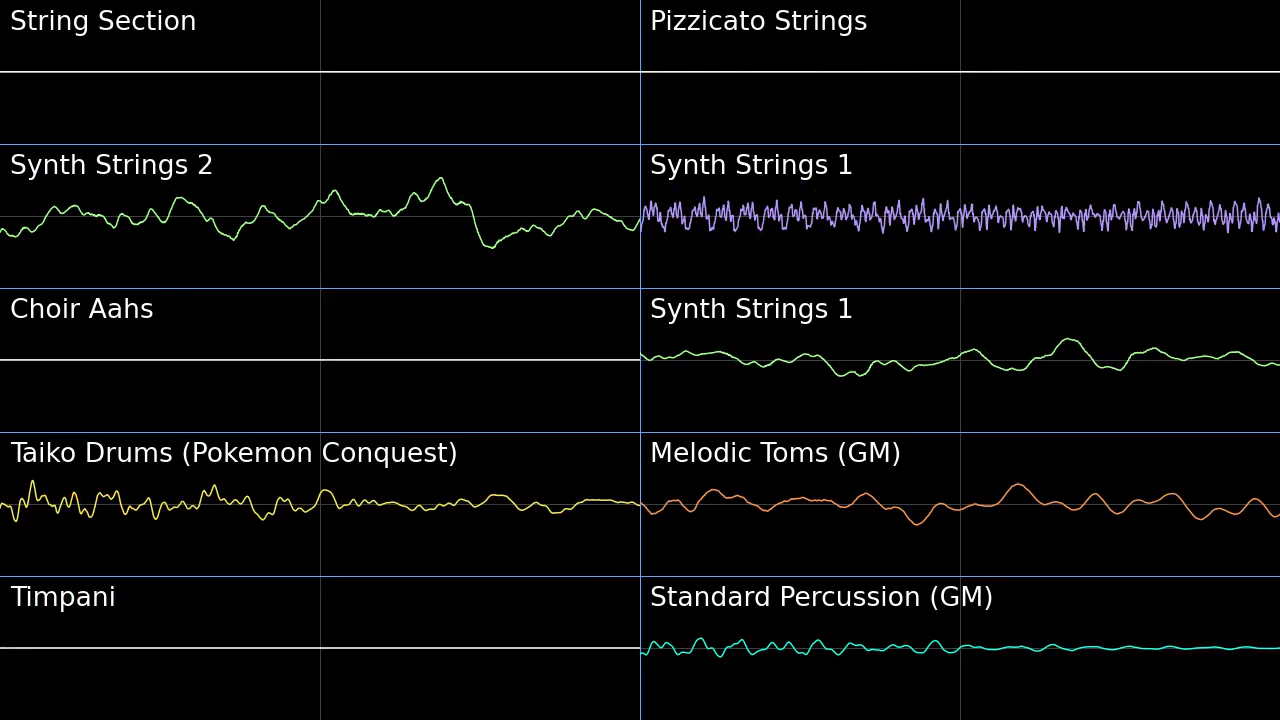 String Section
Pizzicato Strings
Synth Strings 2
Synth Strings 1
Choir Aahs
Synth Strings 1
Taiko Drums (Pokemon Conquest)
Melodic Toms (GM)
Timpani
Standard Percussion (GM)